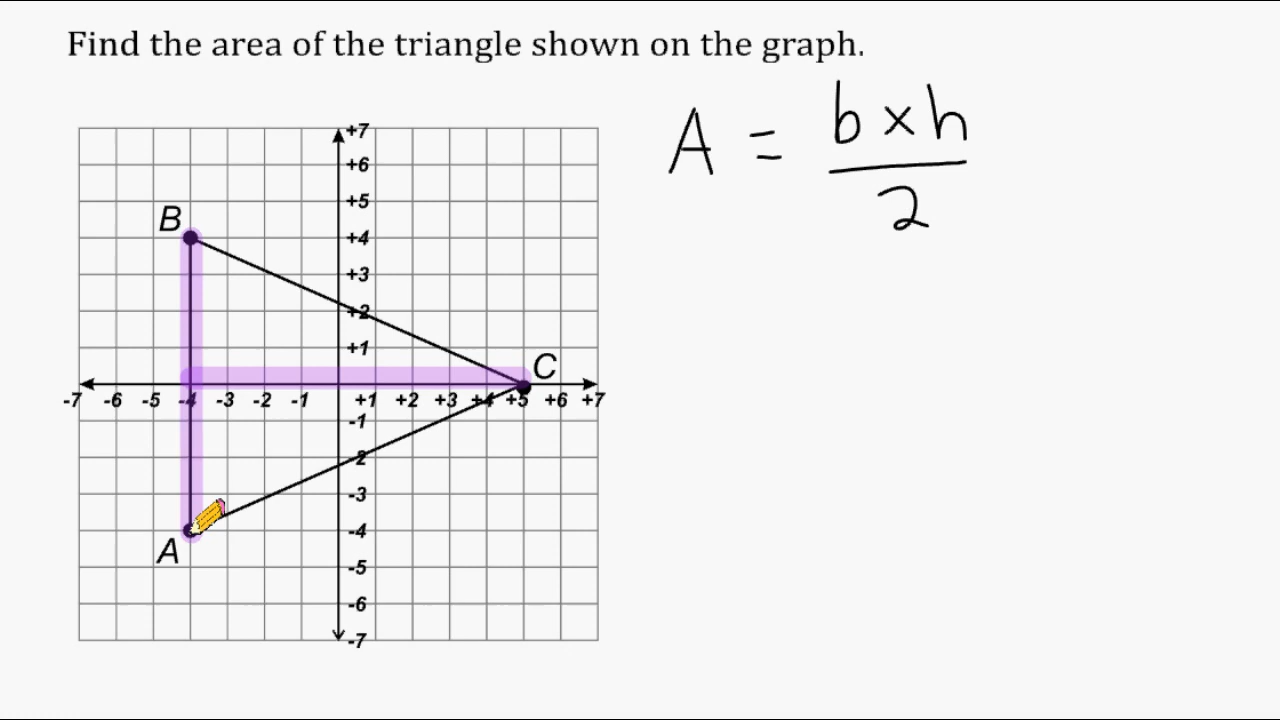 Find the area of the triangle shown on the graph.
A = b × h
2
+7
+6
+5
B
+4
+3
+2
+1
C
-7 -6 -5 -4 -3 -2 -1 +1 +2 +3 +4 +5 +6 +7
-1
-2
-3
-4
A
-5
-6
-7